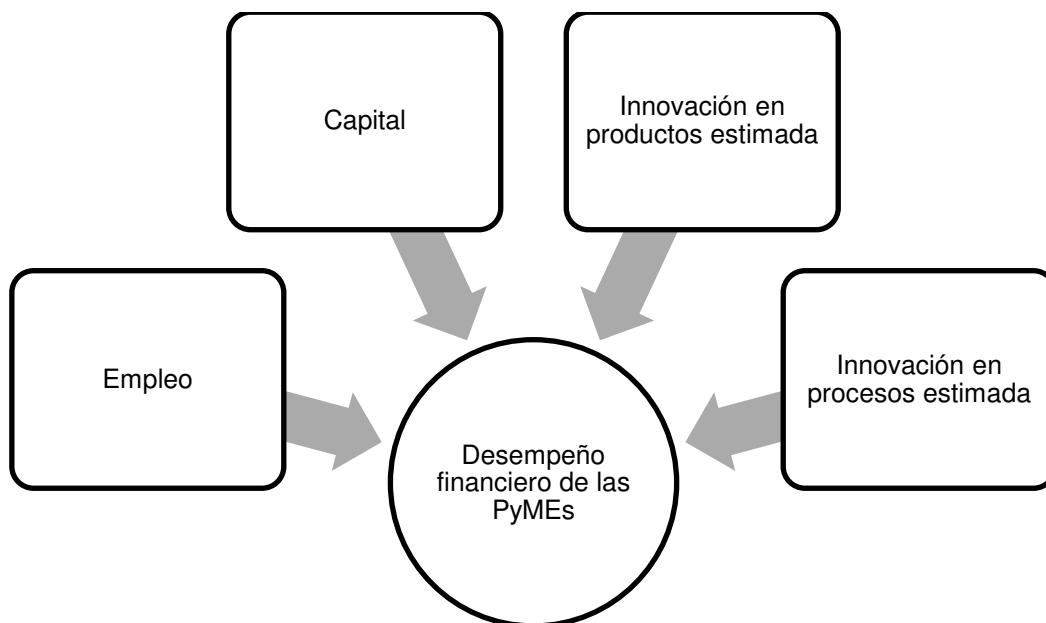 Capital
Innovación en
productos estimada
Empleo
Innovación en
procesos estimada
Desempeño
financiero de las
PyMEs